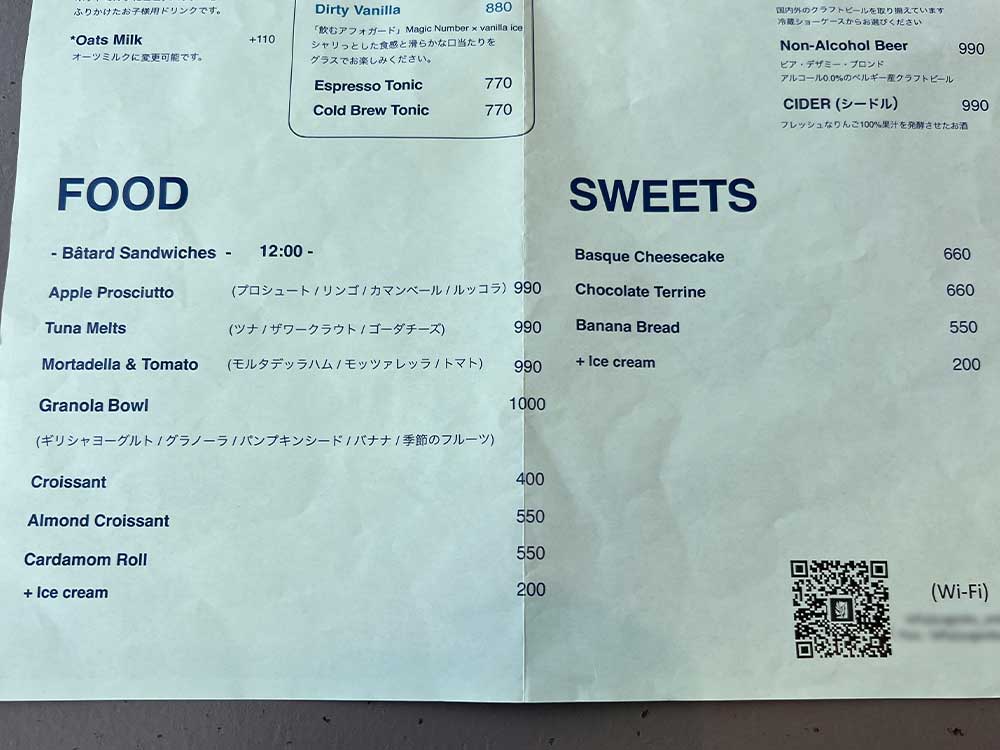 ふりかけたお子様用ドリンクです。
*Oats Milk +110
オーツミルクに変更可能です。
Dirty Vanilla 880
「飲むアフォガード」Magic Number × vanilla ice
シャリっとした食感と滑らかな口当たりを
グラスでお楽しみください。
Espresso Tonic 770
Cold Brew Tonic 770
国内外のクラフトビールを取り揃えています
冷蔵ショーケースからお選びください
Non-Alcohol Beer 990
ビア・デザミー・ブロンド
アルコール0.0%のベルギー産クラフトビール
CIDER (シードル) 990
フレッシュなりんご100%果汁を発酵させたお酒
FOOD
- Bâtard Sandwiches - 12:00 -
Apple Prosciutto (プロシュート / リンゴ / カマンベール / ルッコラ) 990
Tuna Melts (ツナ / ザワークラウト / ゴーダチーズ) 990
Mortadella & Tomato (モルタデッラハム / モッツァレッラ / トマト) 990
Granola Bowl 1000
(ギリシャヨーグルト / グラノーラ / パンプキンシード / バナナ / 季節のフルーツ)
Croissant 400
Almond Croissant 550
Cardamom Roll 550
+ Ice cream 200
SWEETS
Basque Cheesecake 660
Chocolate Terrine 660
Banana Bread 550
+ Ice cream 200
(Wi-Fi)